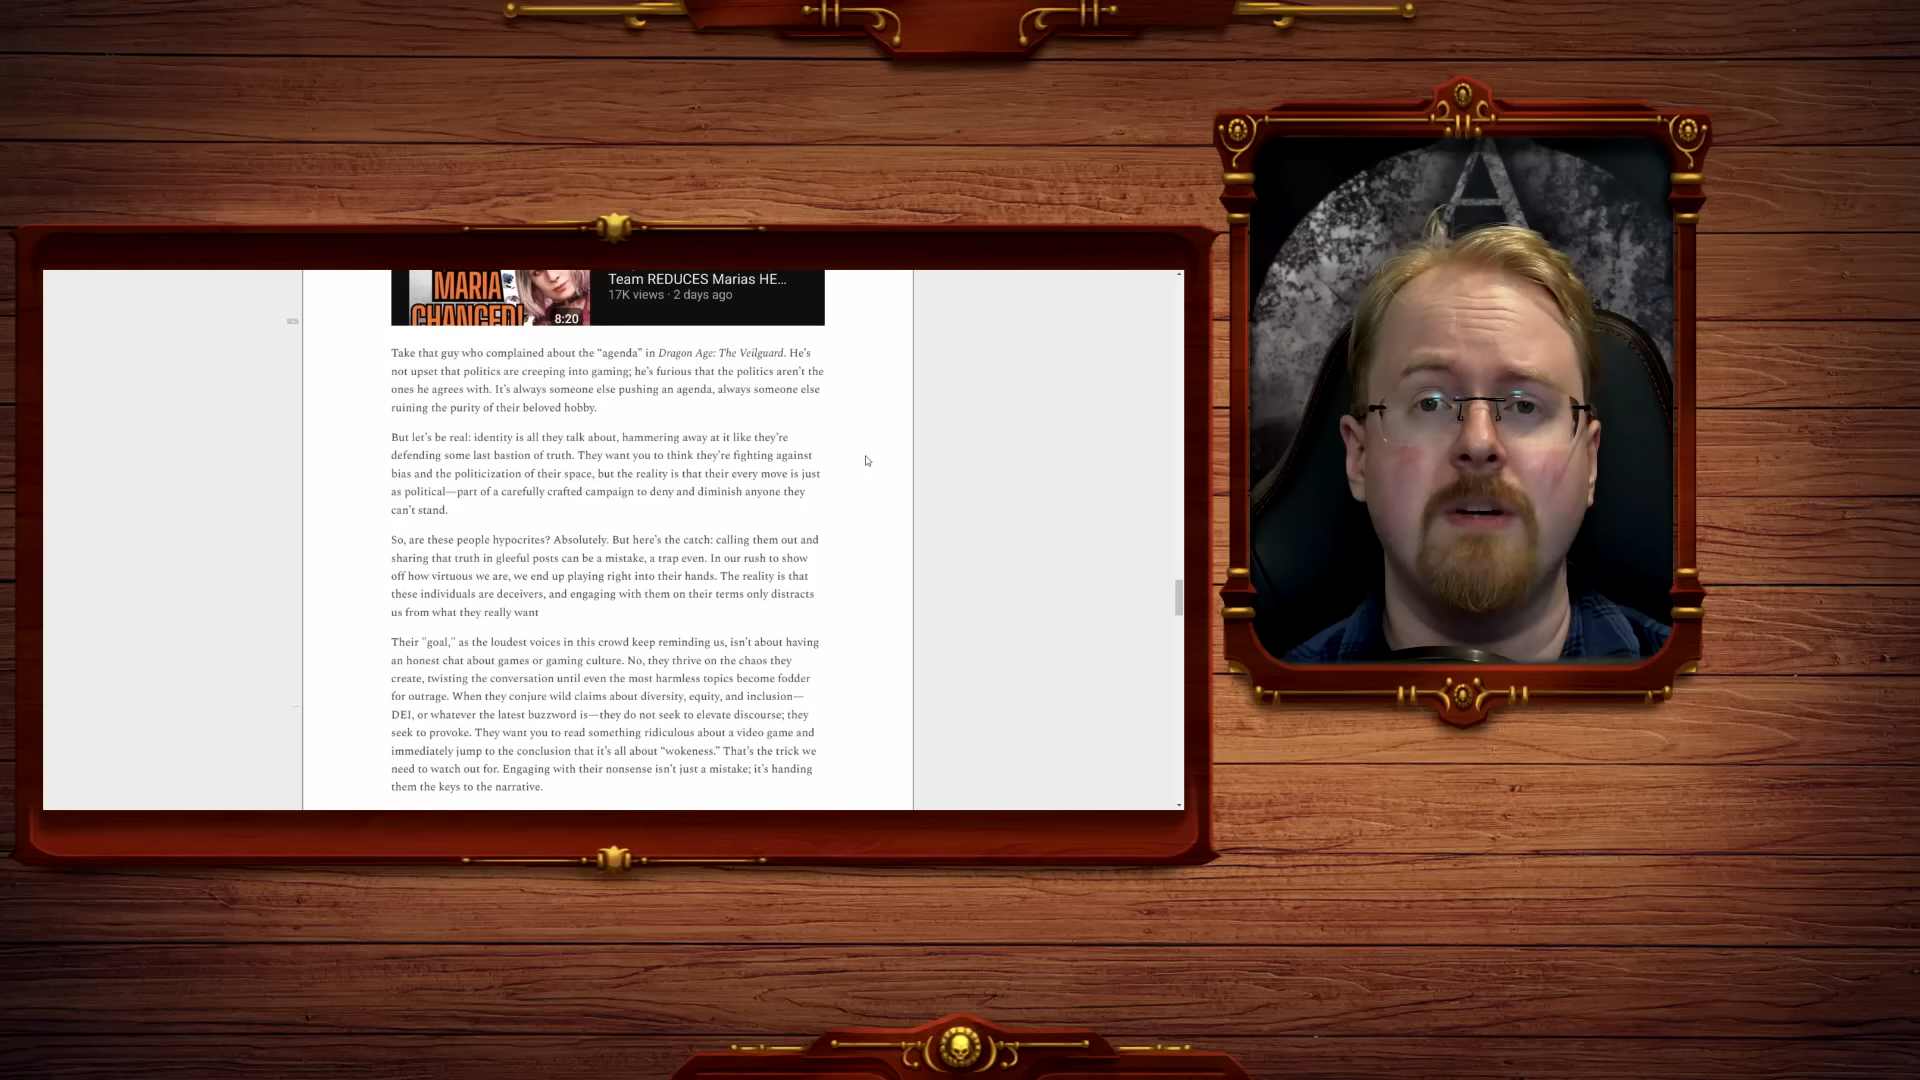 MARIA
CHANGED!
8:20
Team REDUCES Marias HE...
17K views · 2 days ago
Take that guy who complained about the “agenda” in Dragon Age: The Veilguard. He’s
not upset that politics are creeping into gaming; he’s furious that the politics aren’t the
ones he agrees with. It’s always someone else pushing an agenda, always someone else
ruining the purity of their beloved hobby.
But let’s be real: identity is all they talk about, hammering away at it like they’re
defending some last bastion of truth. They want you to think they’re fighting against
bias and the politicization of their space, but the reality is that their every move is just
as political—part of a carefully crafted campaign to deny and diminish anyone they
can’t stand.
So, are these people hypocrites? Absolutely. But here’s the catch: calling them out and
sharing that truth in gleeful posts can be a mistake, a trap even. In our rush to show
off how virtuous we are, we end up playing right into their hands. The reality is that
these individuals are deceivers, and engaging with them on their terms only distracts
us from what they really want
Their "goal," as the loudest voices in this crowd keep reminding us, isn’t about having
an honest chat about games or gaming culture. No, they thrive on the chaos they
create, twisting the conversation until even the most harmless topics become fodder
for outrage. When they conjure wild claims about diversity, equity, and inclusion—
DEI, or whatever the latest buzzword is—they do not seek to elevate discourse; they
seek to provoke. They want you to read something ridiculous about a video game and
immediately jump to the conclusion that it’s all about “wokeness.” That’s the trick we
need to watch out for. Engaging with their nonsense isn’t just a mistake; it’s handing
them the keys to the narrative.
A